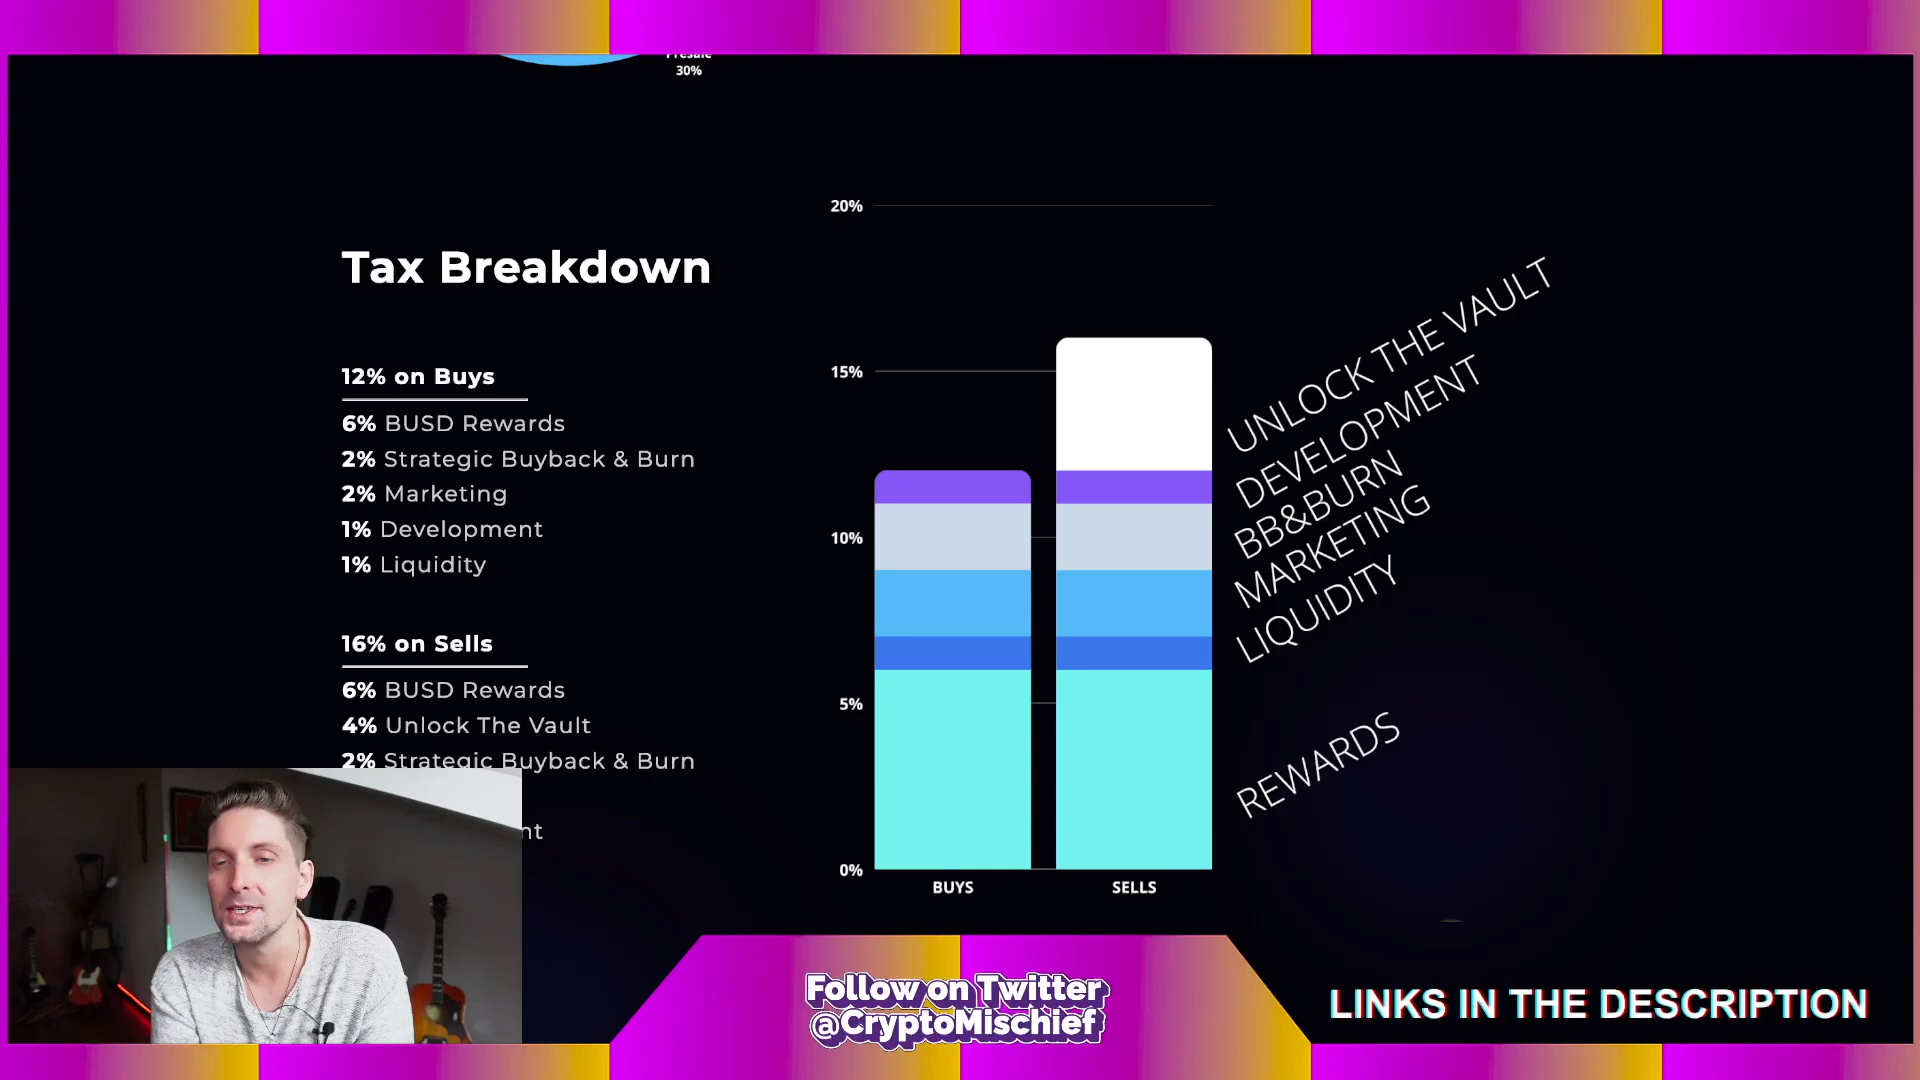 30%
Tax Breakdown
12% on Buys
6% BUSD Rewards
2% Strategic Buyback & Burn
2% Marketing
1% Development
1% Liquidity
16% on Sells
6% BUSD Rewards
4% Unlock The Vault
2% Strategic Buyback & Burn
nt
20%
15%
10%
5%
0%
BUYS
SELLS
UNLOCK THE VAULT
DEVELOPMENT
BB&BURN
MARKETING
LIQUIDITY
REWARDS
Follow on Twitter
@CryptoMischief
LINKS IN THE DESCRIPTION